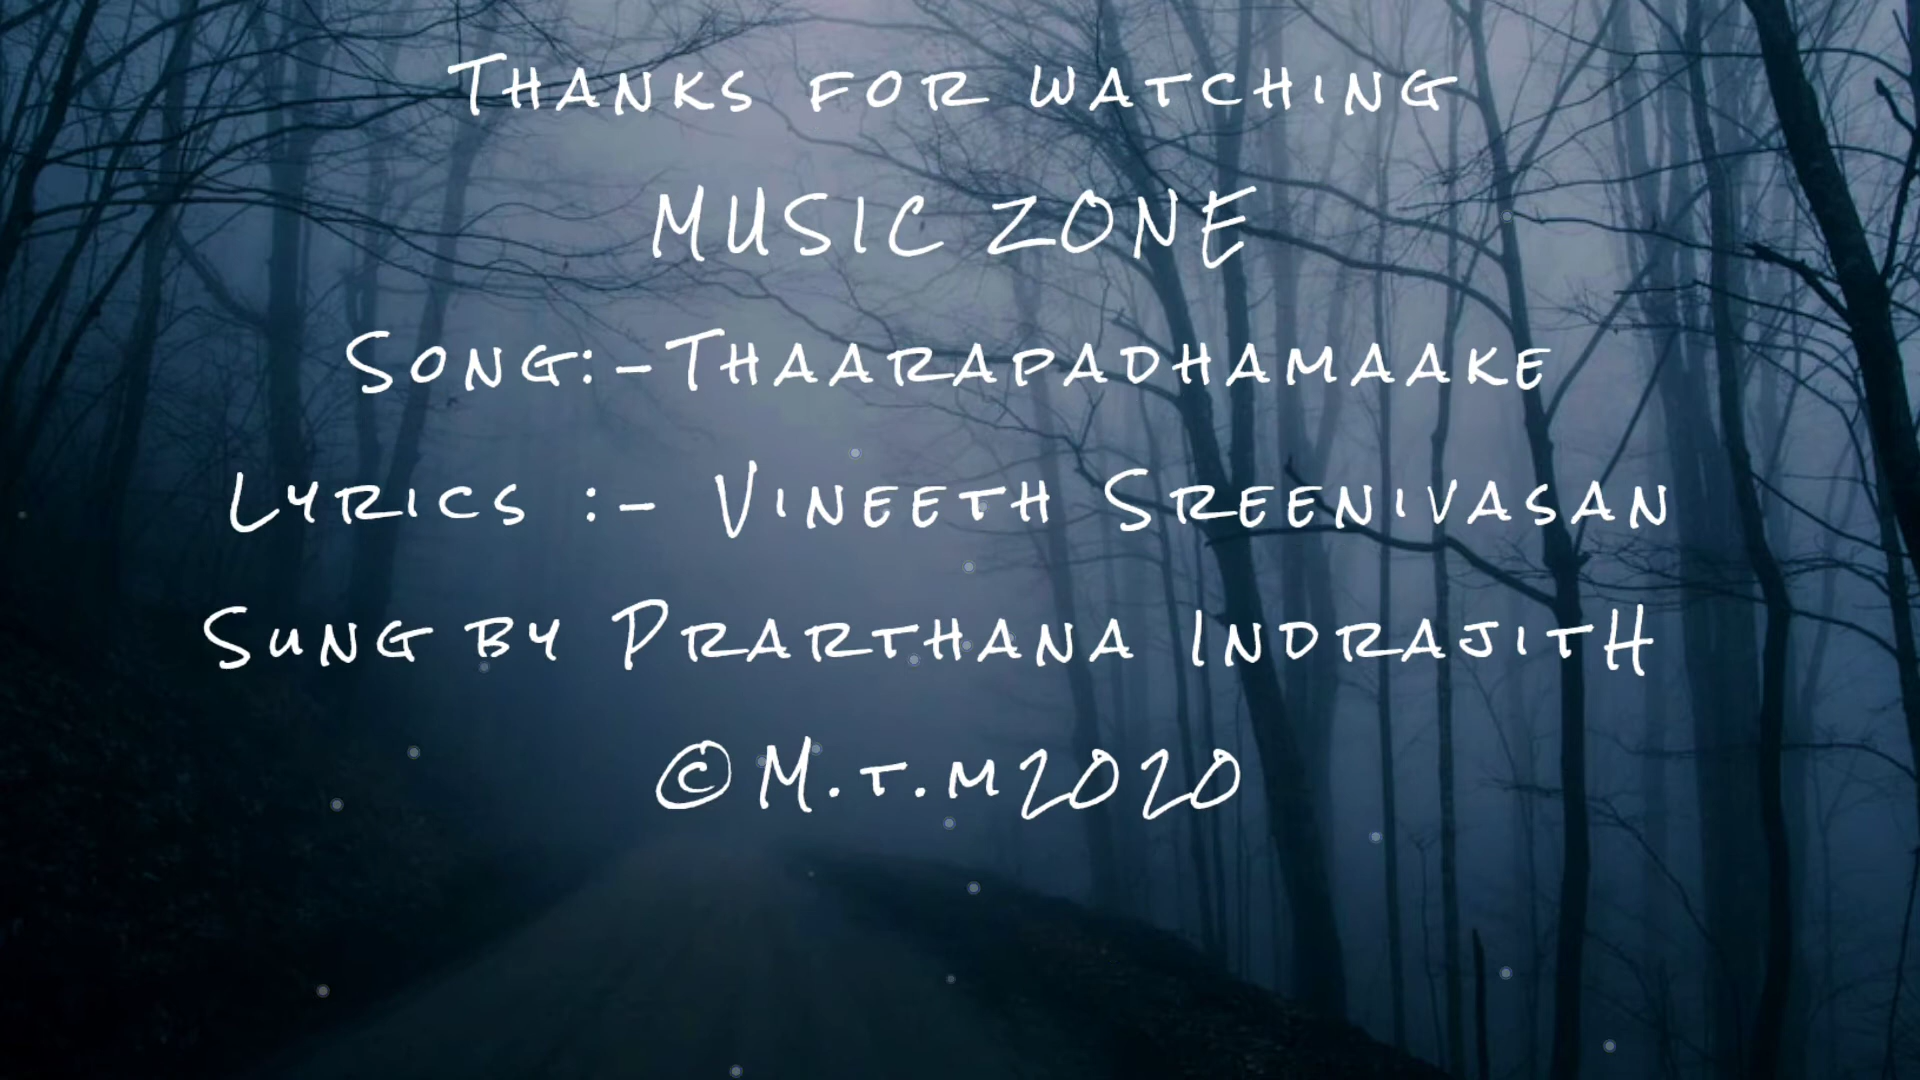 Thanks for watching
MUSIC ZONE
Song:-Thaarapadhamaake
Lyrics :- Vineeth Sreenivasan
Sung by Prarthana IndrajitH
©M.t.m2020